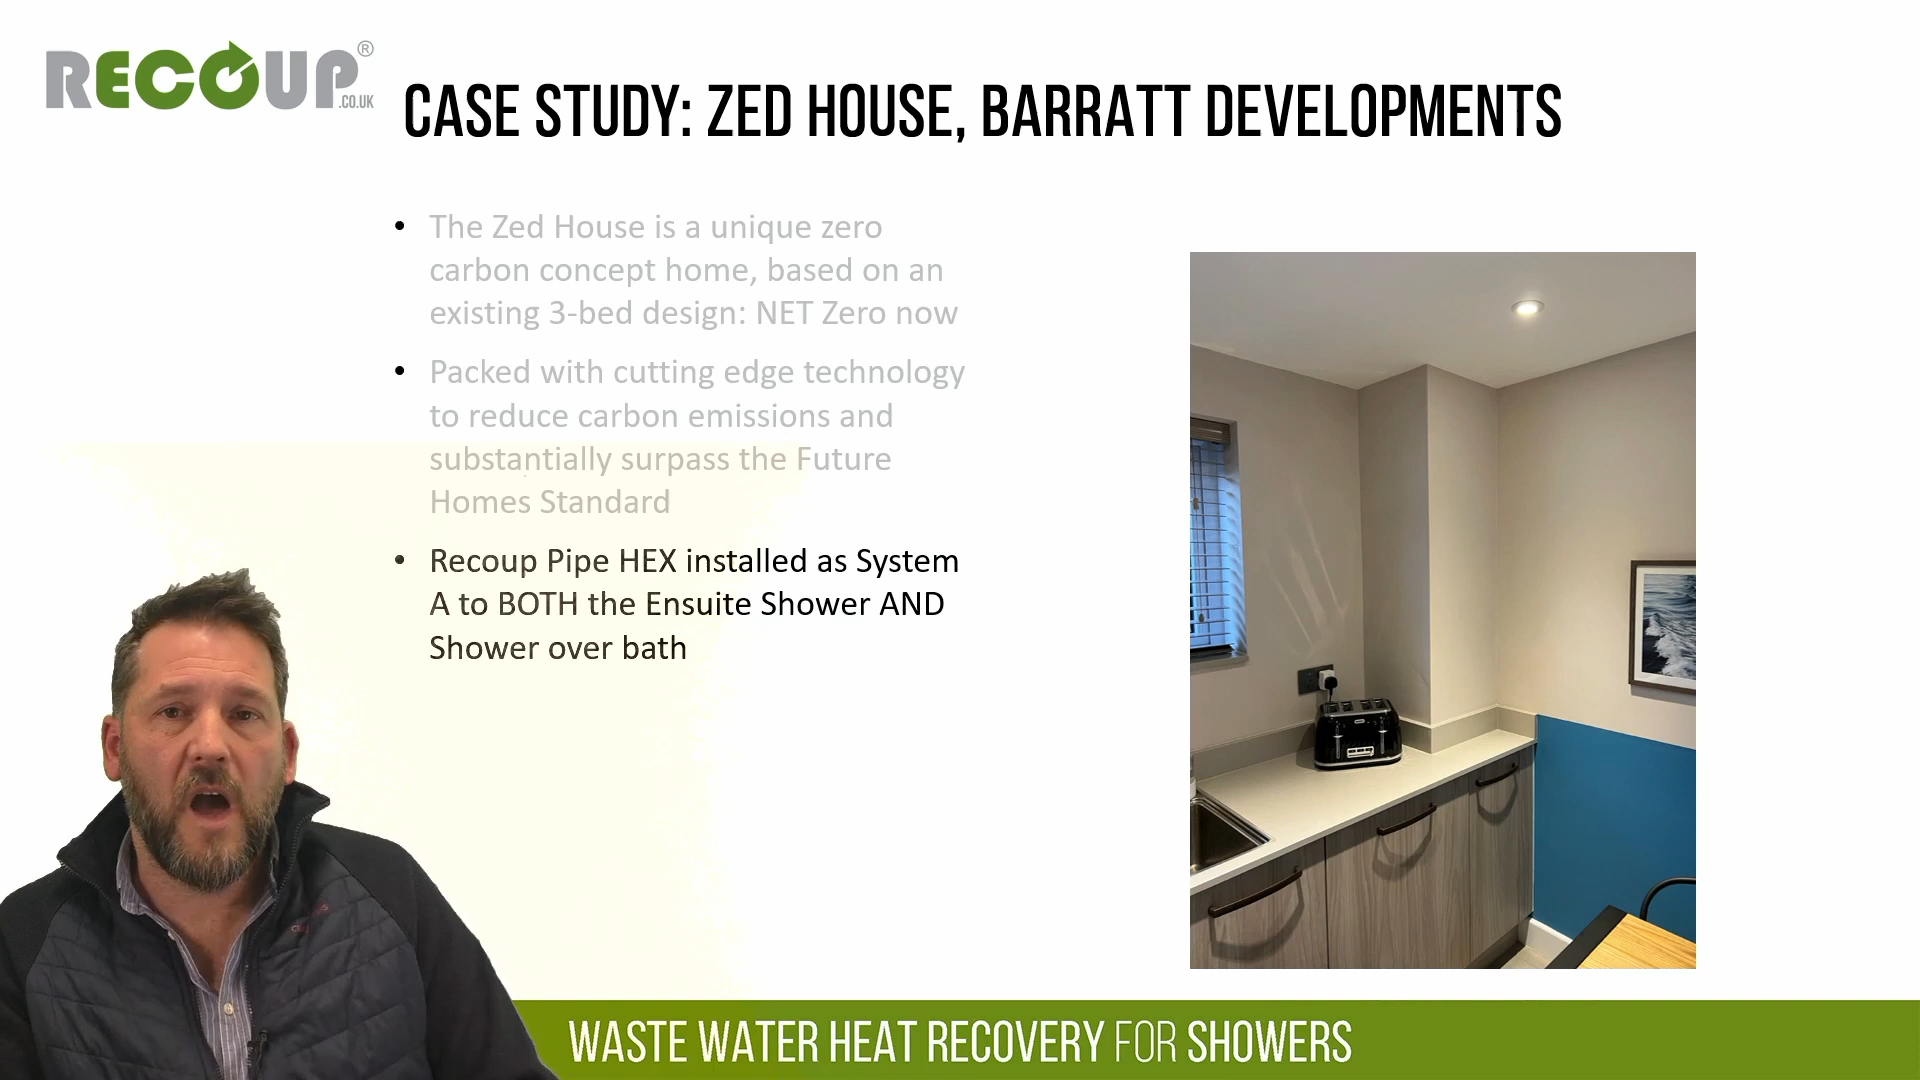 RECOUP®
.CO.UK
CASE STUDY: ZED HOUSE, BARRATT DEVELOPMENTS
• The Zed House is a unique zero
carbon concept home, based on an
existing 3-bed design: NET Zero now
• Packed with cutting edge technology
to reduce carbon emissions and
substantially surpass the Future
Homes Standard
• Recoup Pipe HEX installed as System
A to BOTH the Ensuite Shower AND
Shower over bath
WASTE WATER HEAT RECOVERY FOR SHOWERS